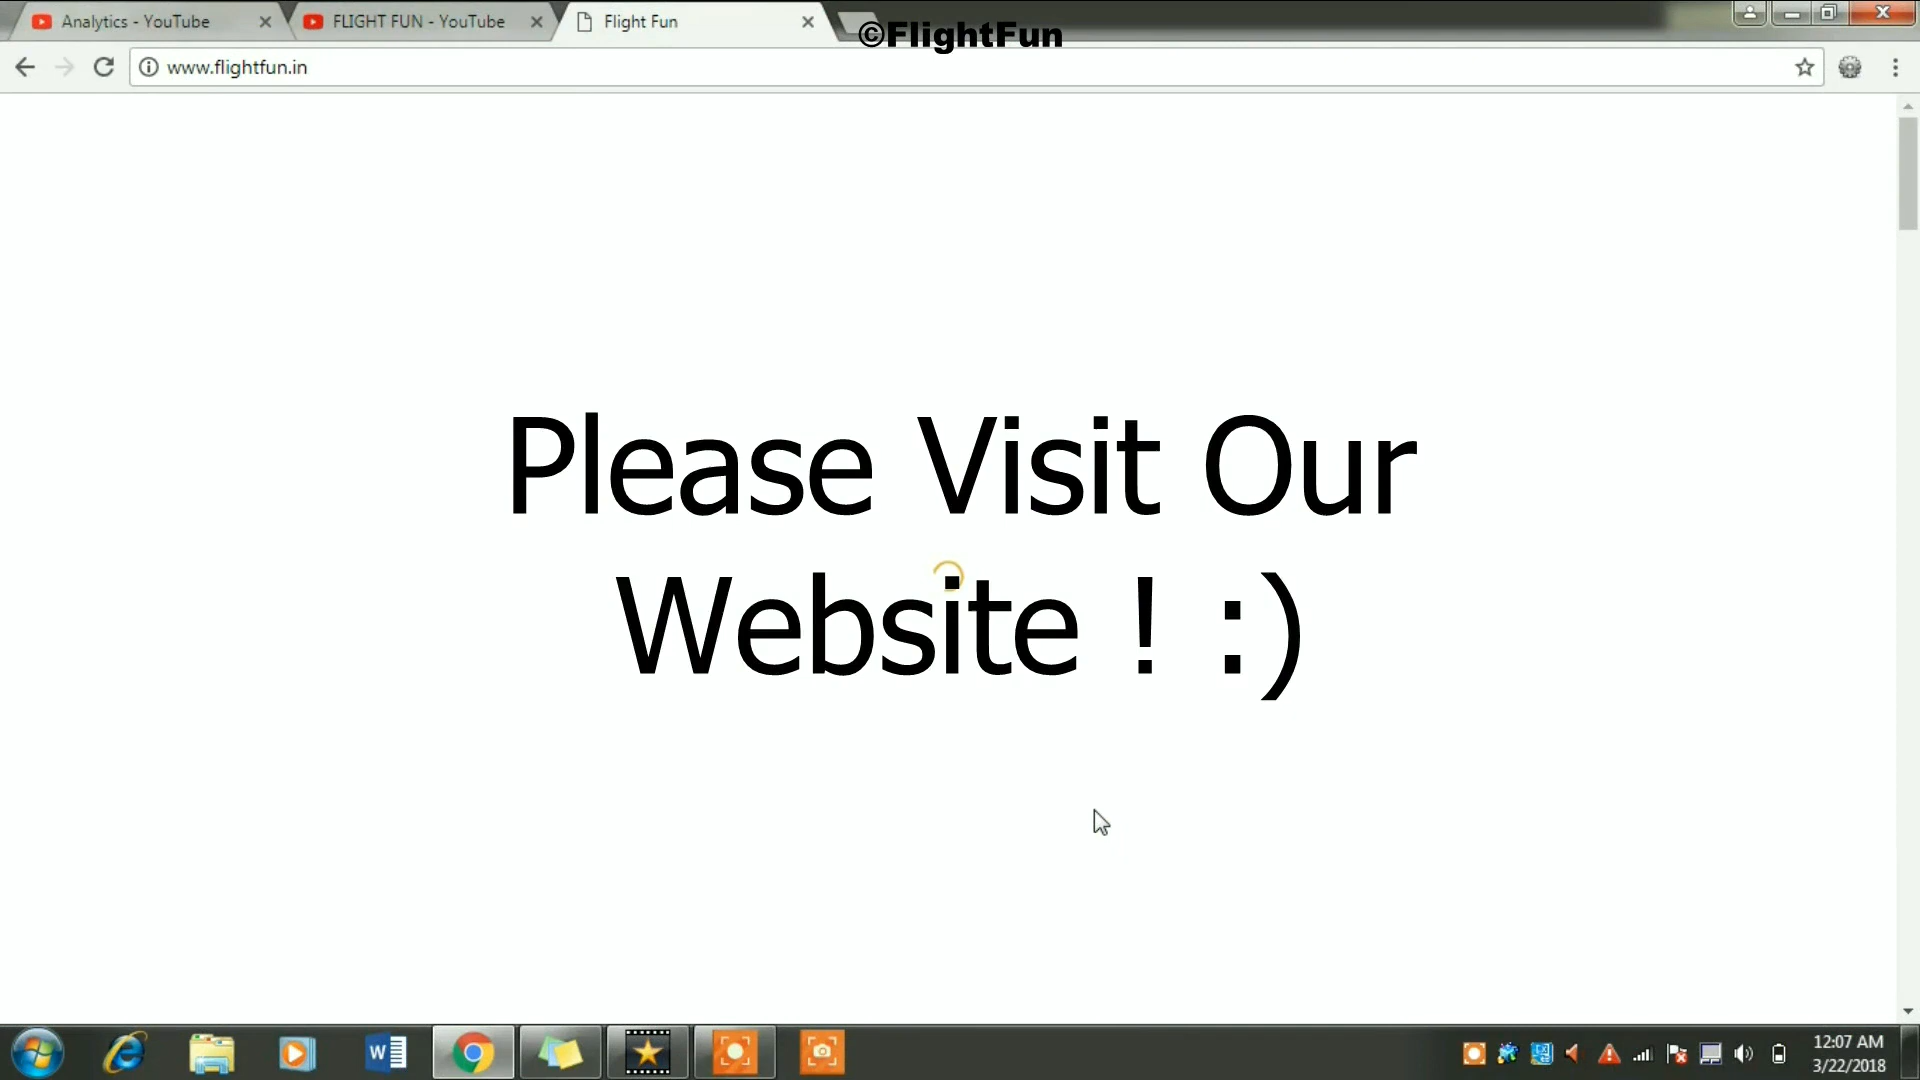 Analytics - YouTube
FLIGHT FUN - YouTube
Flight Fun
©FlightFun
www.flightfun.in
Please Visit Our
Website ! :)
12:07 AM
3/22/2018